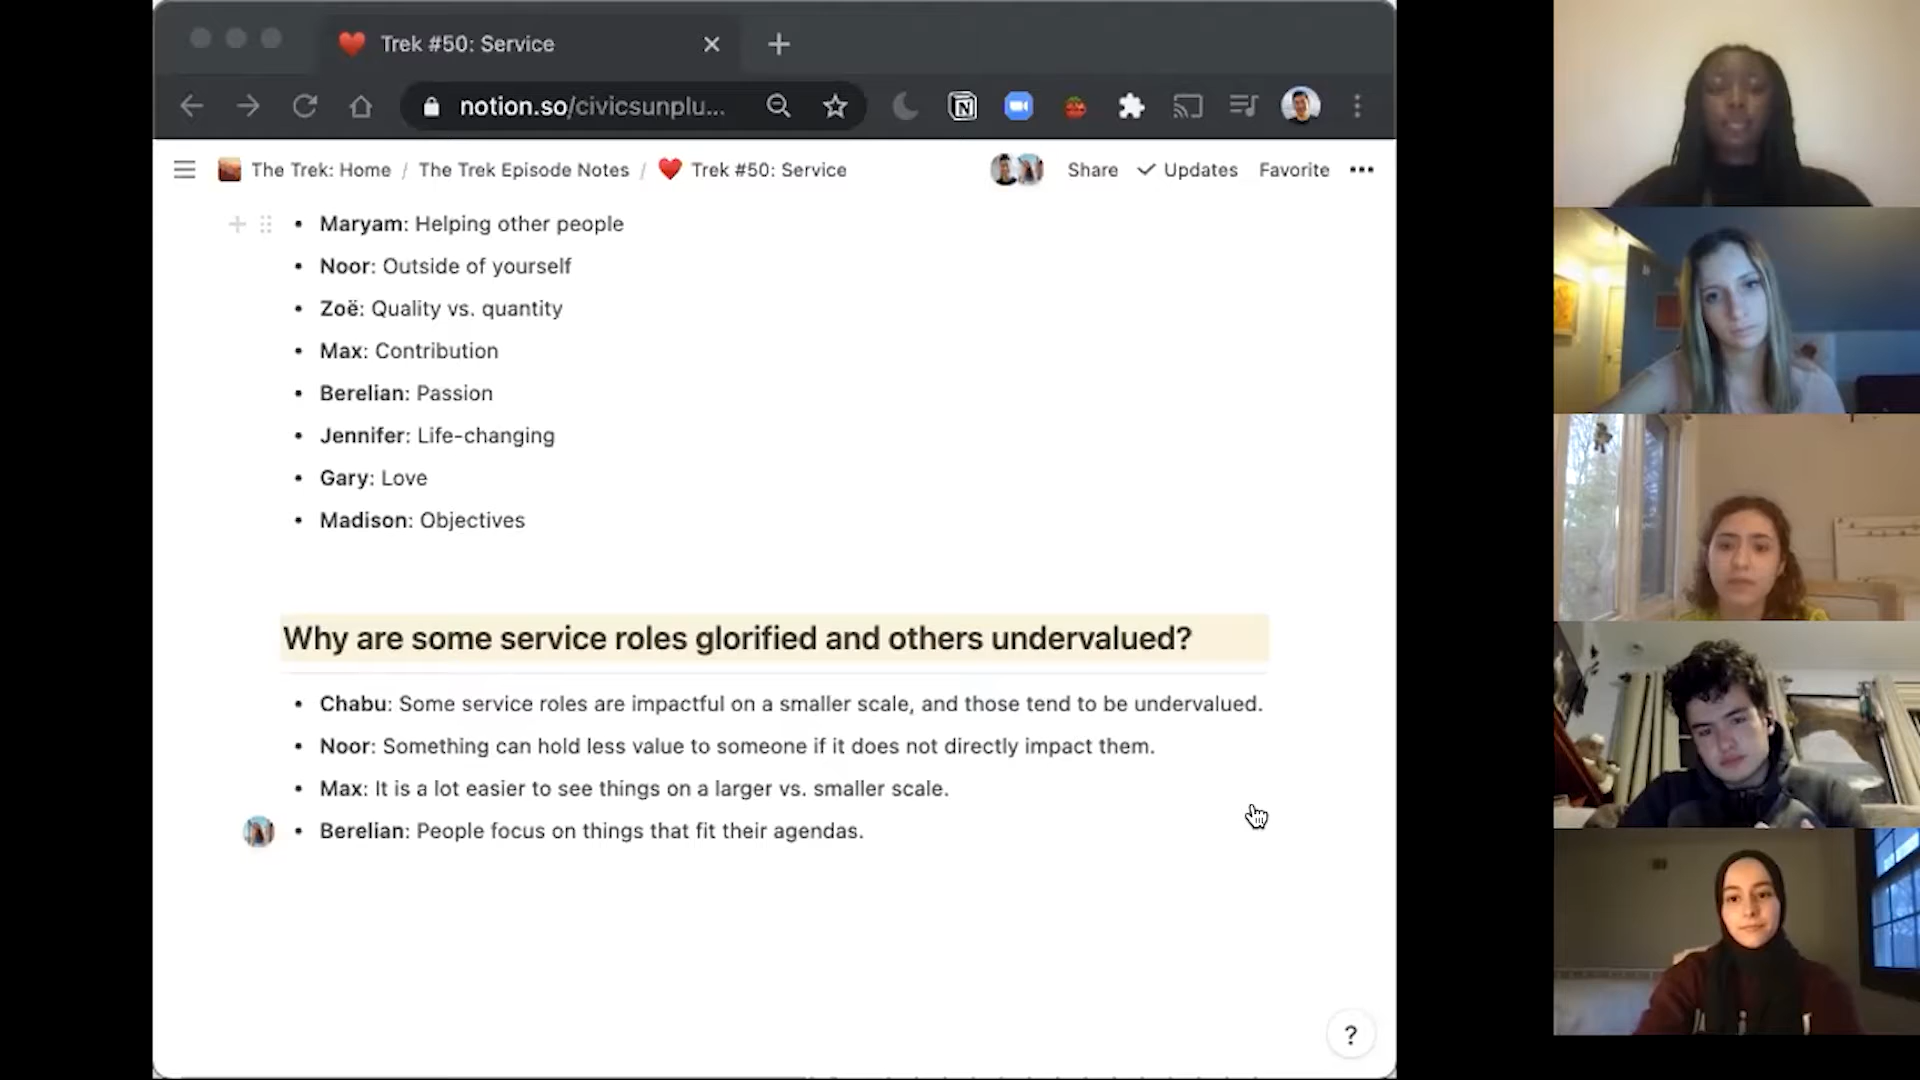 Trek #50: Service
notion.so/civicsunplu...
The Trek: Home / The Trek Episode Notes / Trek #50: Service
Share Updates Favorite
Maryam: Helping other people
Noor: Outside of yourself
Zoë: Quality vs. quantity
Max: Contribution
Berelian: Passion
Jennifer: Life-changing
Gary: Love
Madison: Objectives
Why are some service roles glorified and others undervalued?
Chabu: Some service roles are impactful on a smaller scale, and those tend to be undervalued.
Noor: Something can hold less value to someone if it does not directly impact them.
Max: It is a lot easier to see things on a larger vs. smaller scale.
Berelian: People focus on things that fit their agendas.
?